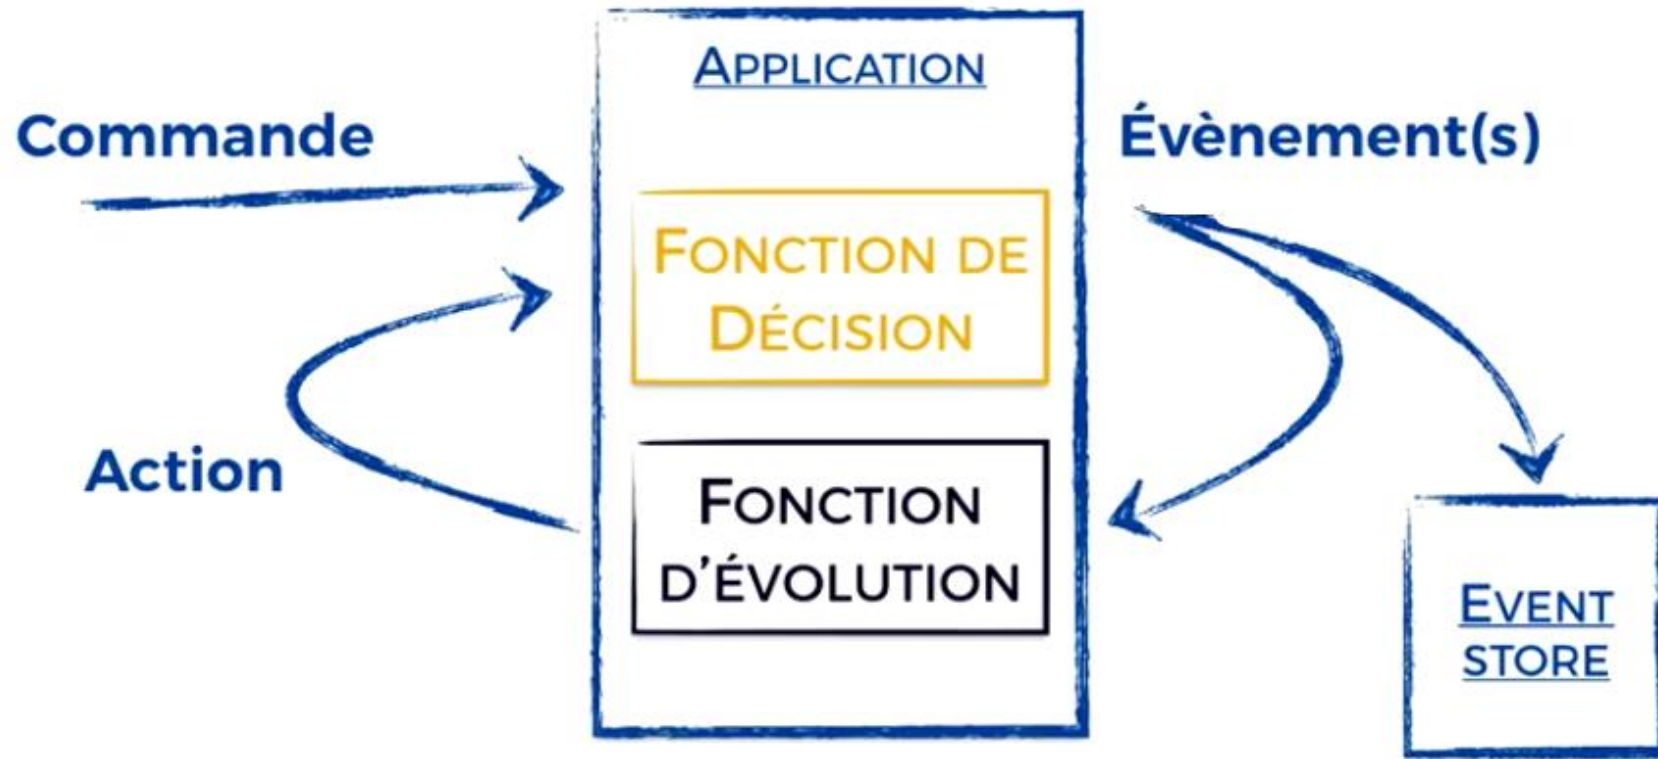 APPLICATION
Commande
Évènement(s)
FONCTION DE
DÉCISION
Action
FONCTION
D'ÉVOLUTION
EVENT
STORE